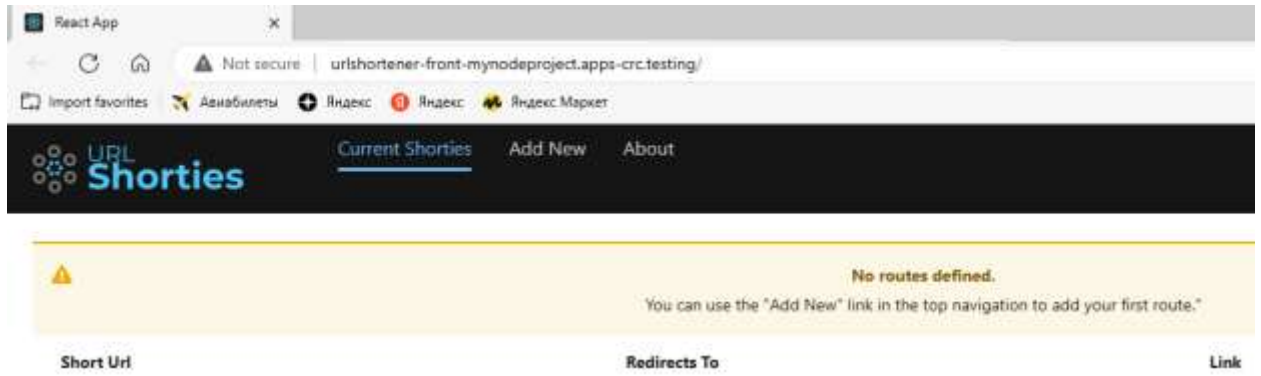 React App
Not secure urlshortener-front-mynodeproject.apps-crc.testing/
Import favorites Авиабилеты Яндекс Яндекс Яндекс.Маркет
URL
Shorties
Current Shorties Add New About
No routes defined.
You can use the "Add New" link in the top navigation to add your first route."
Short Url Redirects To Link